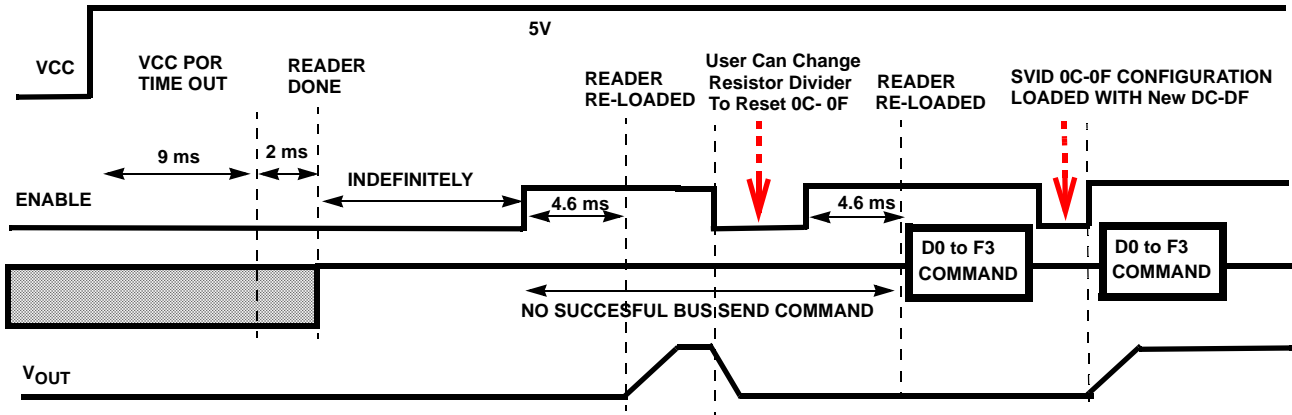 5V
VCC
VCC POR
TIME OUT
READER
DONE
READER
RE-LOADED
User Can Change
Resistor Divider
To Reset 0C- 0F
READER
RE-LOADED
SVID 0C-0F CONFIGURATION
LOADED WITH New DC-DF
9 ms
2 ms
INDEFINITELY
ENABLE
4.6 ms
4.6 ms
D0 to F3
COMMAND
D0 to F3
COMMAND
NO SUCCESFUL BUS SEND COMMAND
VOUT